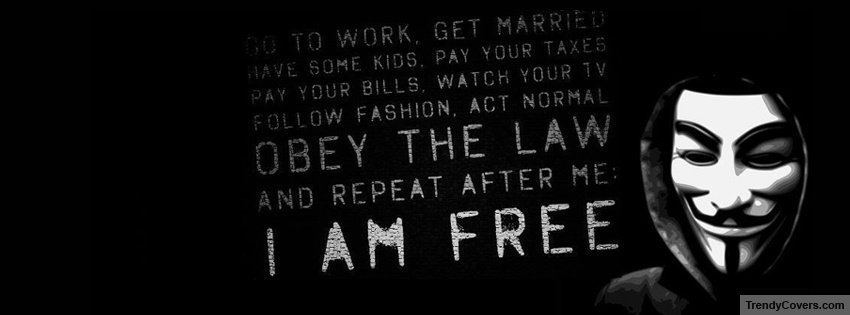 GO TO WORK, GET MARRIED
HAVE SOME KIDS, PAY YOUR TAXES
PAY YOUR BILLS, WATCH YOUR TV
FOLLOW FASHION, ACT NORMAL
OBEY THE LAW
AND REPEAT AFTER ME:
I AM FREE
TrendyCovers.com